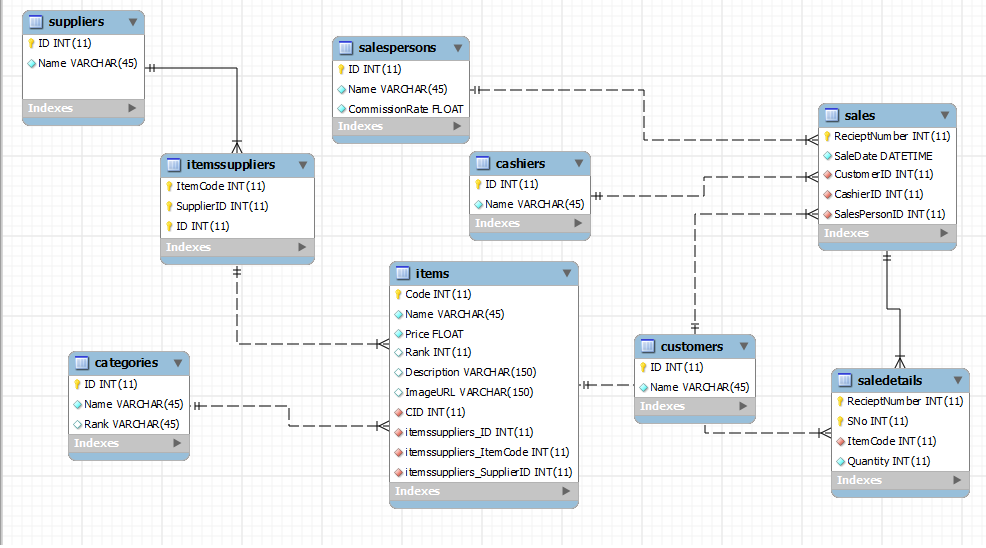 suppliers
ID INT(11)
Name VARCHAR(45)
Indexes
salespersons
ID INT(11)
Name VARCHAR(45)
CommissionRate FLOAT
Indexes
sales
RecieptNumber INT(11)
SaleDate DATETIME
CustomerID INT(11)
CashierID INT(11)
SalesPersonID INT(11)
Indexes
itemssuppliers
ItemCode INT(11)
SupplierID INT(11)
ID INT(11)
Indexes
cashiers
ID INT(11)
Name VARCHAR(45)
Indexes
items
Code INT(11)
Name VARCHAR(45)
Price FLOAT
Rank INT(11)
Description VARCHAR(150)
ImageURL VARCHAR(150)
CID INT(11)
itemssuppliers_ID INT(11)
itemssuppliers_ItemCode INT(11)
itemssuppliers_SupplierID INT(11)
Indexes
categories
ID INT(11)
Name VARCHAR(45)
Rank VARCHAR(45)
Indexes
customers
ID INT(11)
Name VARCHAR(45)
Indexes
saledetails
RecieptNumber INT(11)
SNo INT(11)
ItemCode INT(11)
Quantity INT(11)
Indexes